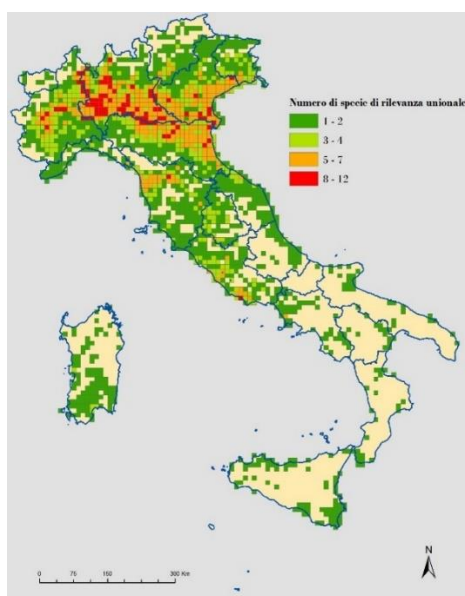 Numero di specie di rilevanza unionale
1 - 2
3 - 4
5 - 7
8 - 12
0 75 150 300 Km
N